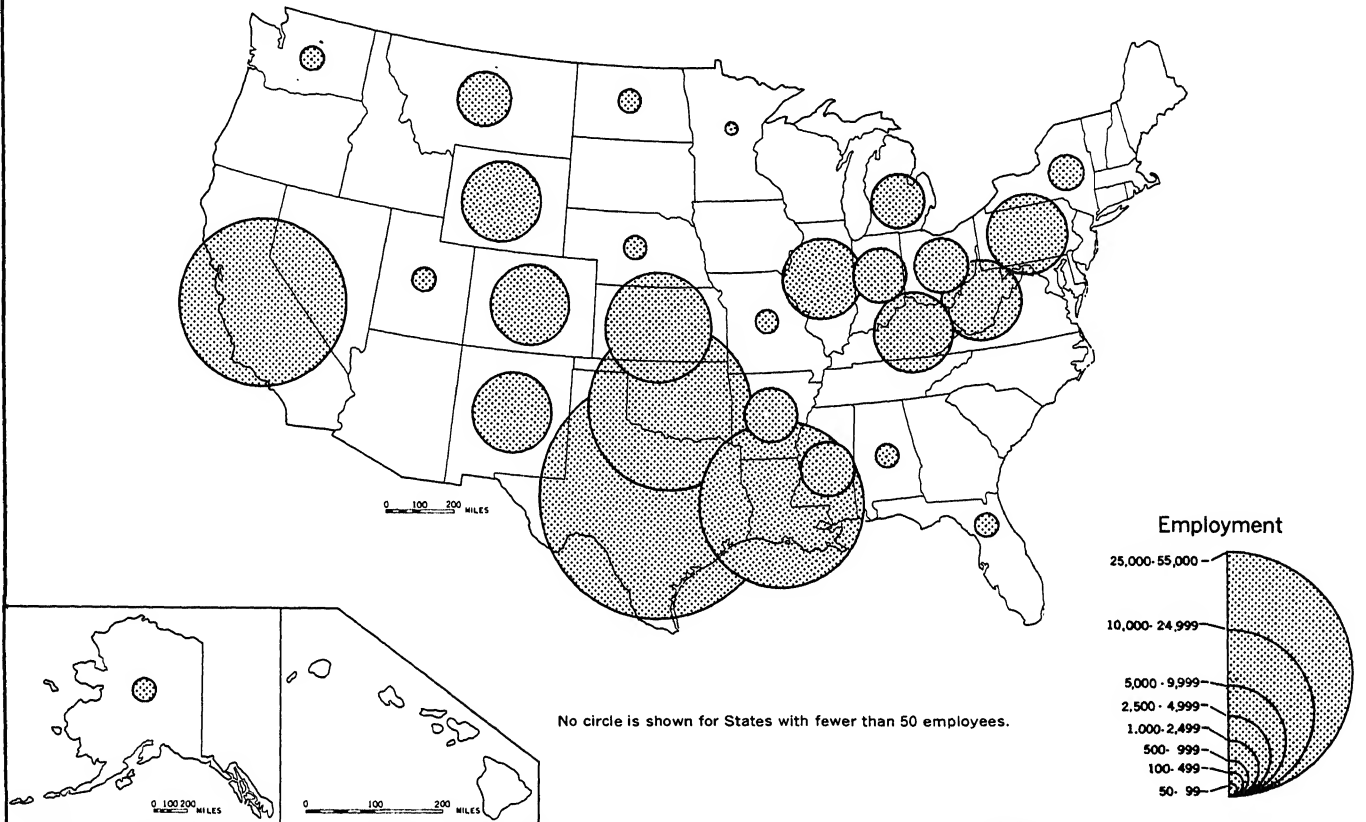 0 100 200 MILES
Employment
25,000-55,000
10,000- 24,999
5,000 - 9,999
2,500 - 4,999
1.000- 2,499
500- 999
100- 499
50- 99
No circle is shown for States with fewer than 50 employees.
0 100 200 MILES
0 100 200 MILES